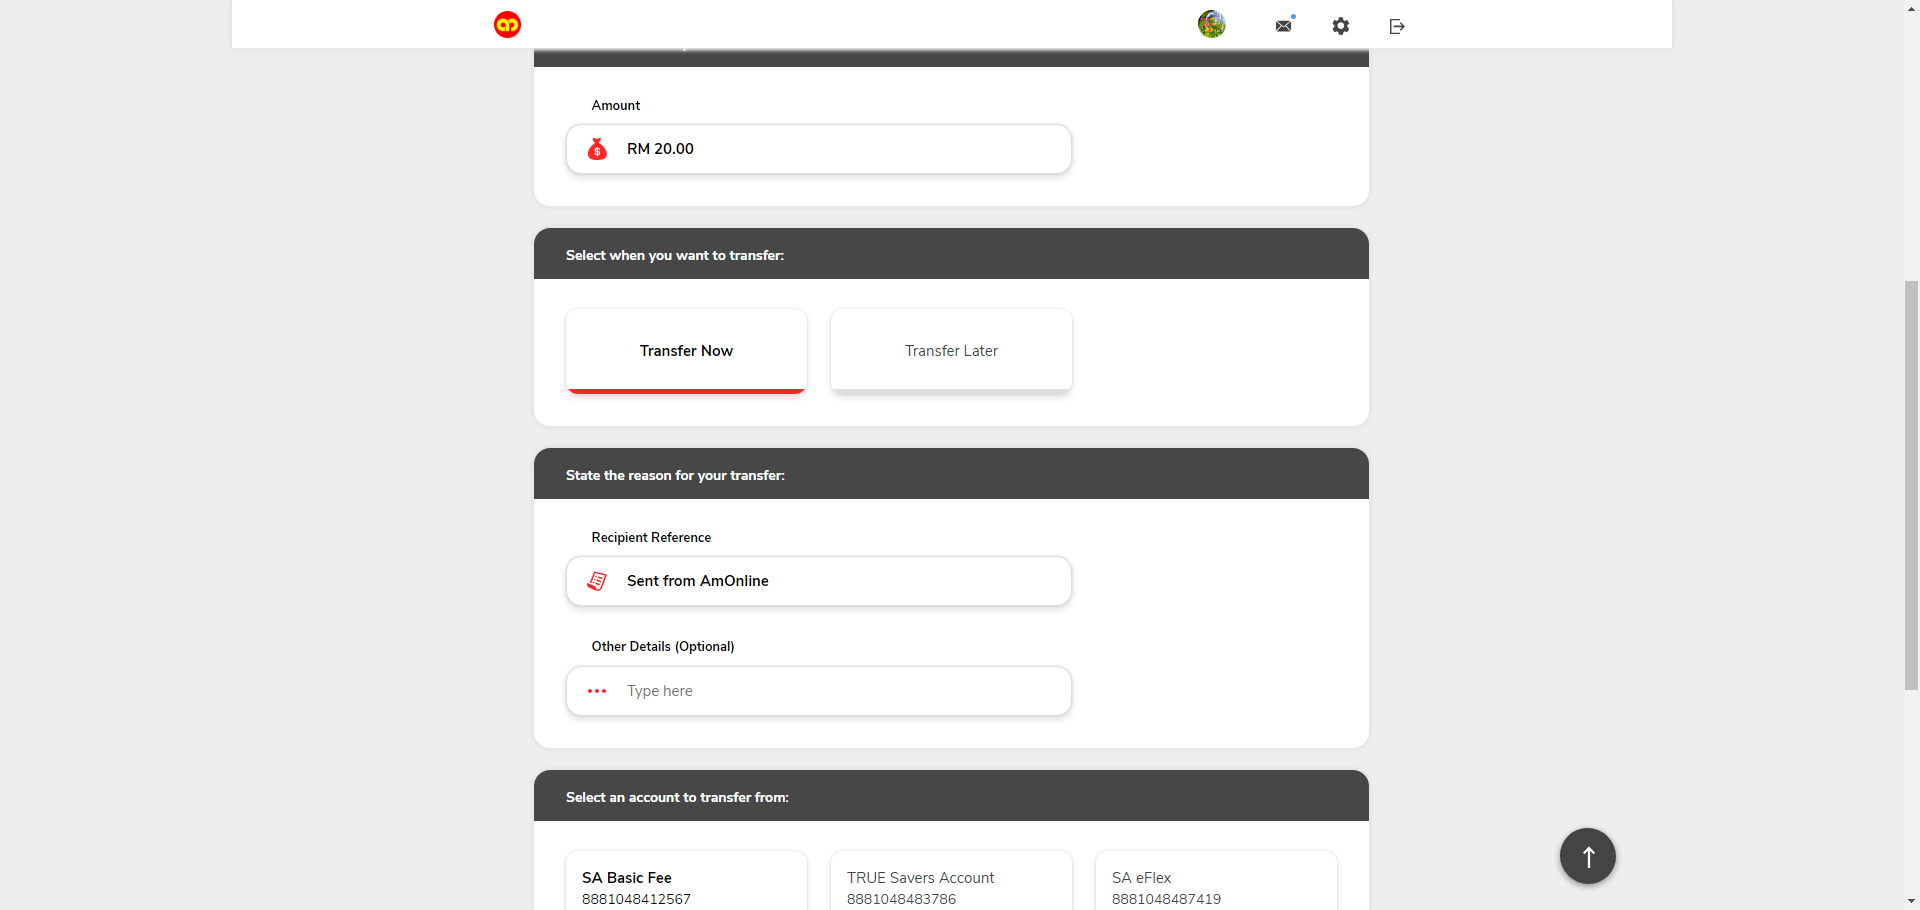 Amount
RM 20.00
Select when you want to transfer:
Transfer Now
Transfer Later
State the reason for your transfer:
Recipient Reference
Sent from AmOnline
Other Details (Optional)
Type here
Select an account to transfer from:
SA Basic Fee
8881048412567
TRUE Savers Account
8881048483786
SA eFlex
8881048487419